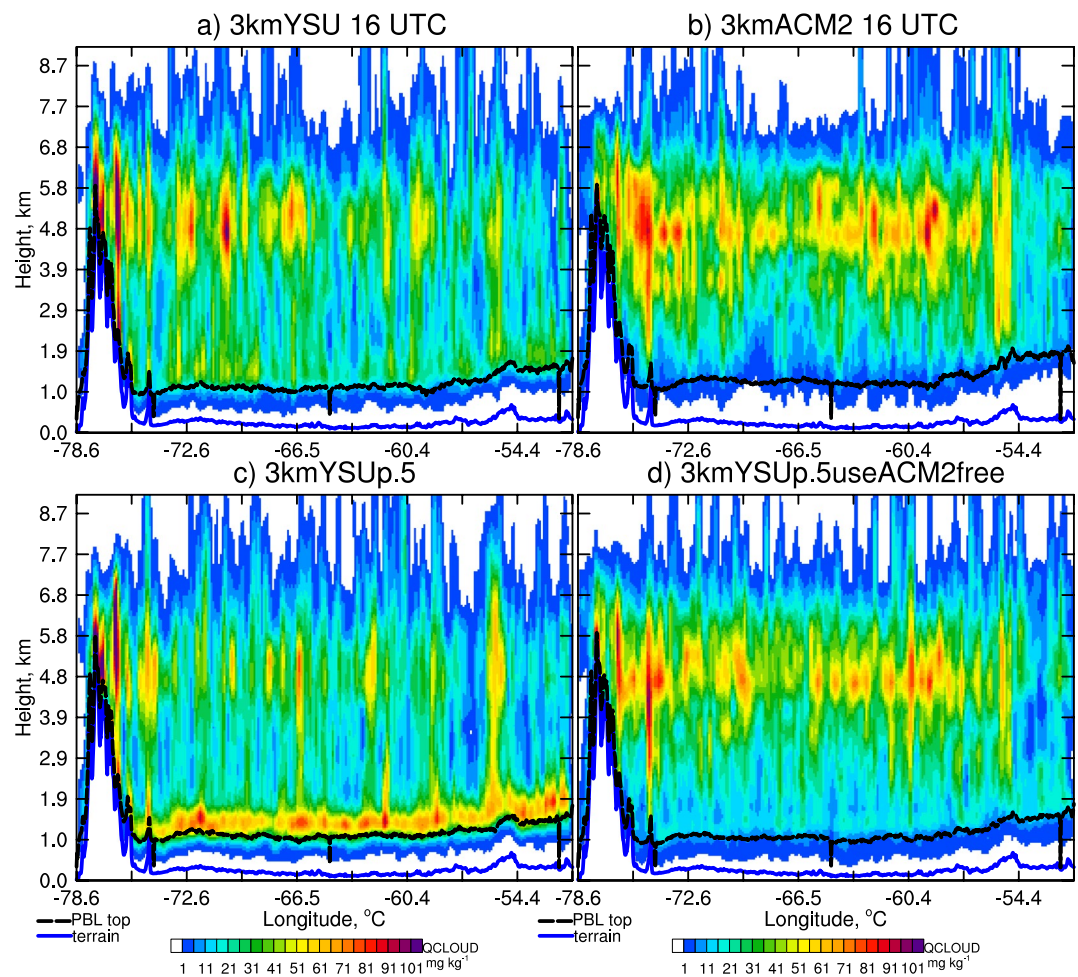 a) 3kmYSU 16 UTC
b) 3kmACM2 16 UTC
Height, km
8.7
7.7
6.8
5.8
4.8
3.9
2.9
1.9
1.0
0.0
-78.6 -72.6 -66.5 -60.4 -54.4 -78.6 -72.6 -66.5 -60.4 -54.4
c) 3kmYSUp.5
d) 3kmYSUp.5useACM2free
Height, km
8.7
7.7
6.8
5.8
4.8
3.9
2.9
1.9
1.0
0.0
-78.6 -72.6 -66.5 -60.4 -54.4 -78.6 -72.6 -66.5 -60.4 -54.4
PBL top Longitude, °C PBL top Longitude, °C
terrain QCLOUD terrain QCLOUD
1 11 21 31 41 51 61 71 81 91 101 mg kg⁻¹ 1 11 21 31 41 51 61 71 81 91 101 mg kg⁻¹